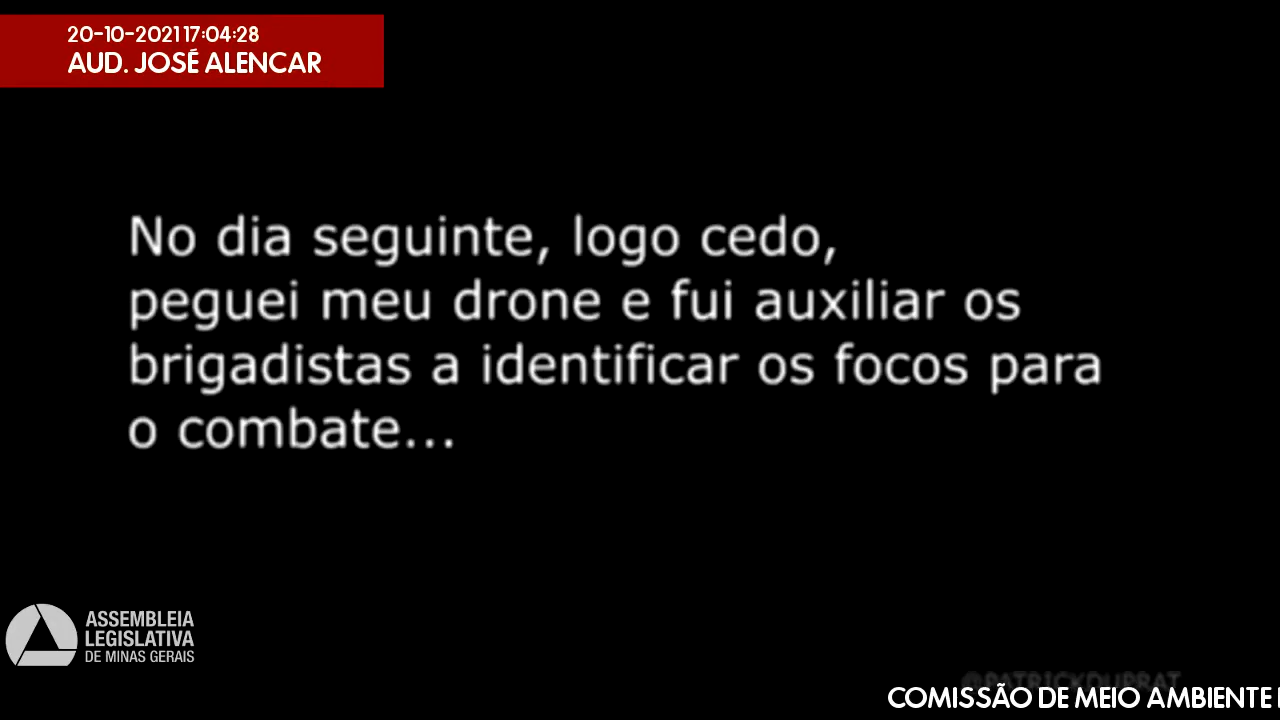 20-10-2021 17:04:28
AUD. JOSÉ ALENCAR
No dia seguinte, logo cedo,
peguei meu drone e fui auxiliar os
brigadistas a identificar os focos para
o combate...
ASSEMBLEIA
LEGISLATIVA
DE MINAS GERAIS
@PATRICKDUPRAT
COMISSÃO DE MEIO AMBIENTE